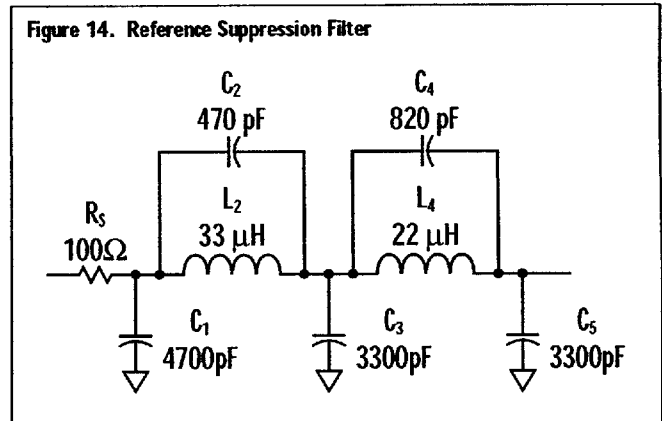 Figure 14. Reference Suppression Filter
C₂
470 pF
C₄
820 pF
L₂
33 µH
L₄
22 µH
R$
100Ω
C₁
4700pF
C₃
3300pF
C₅
3300pF